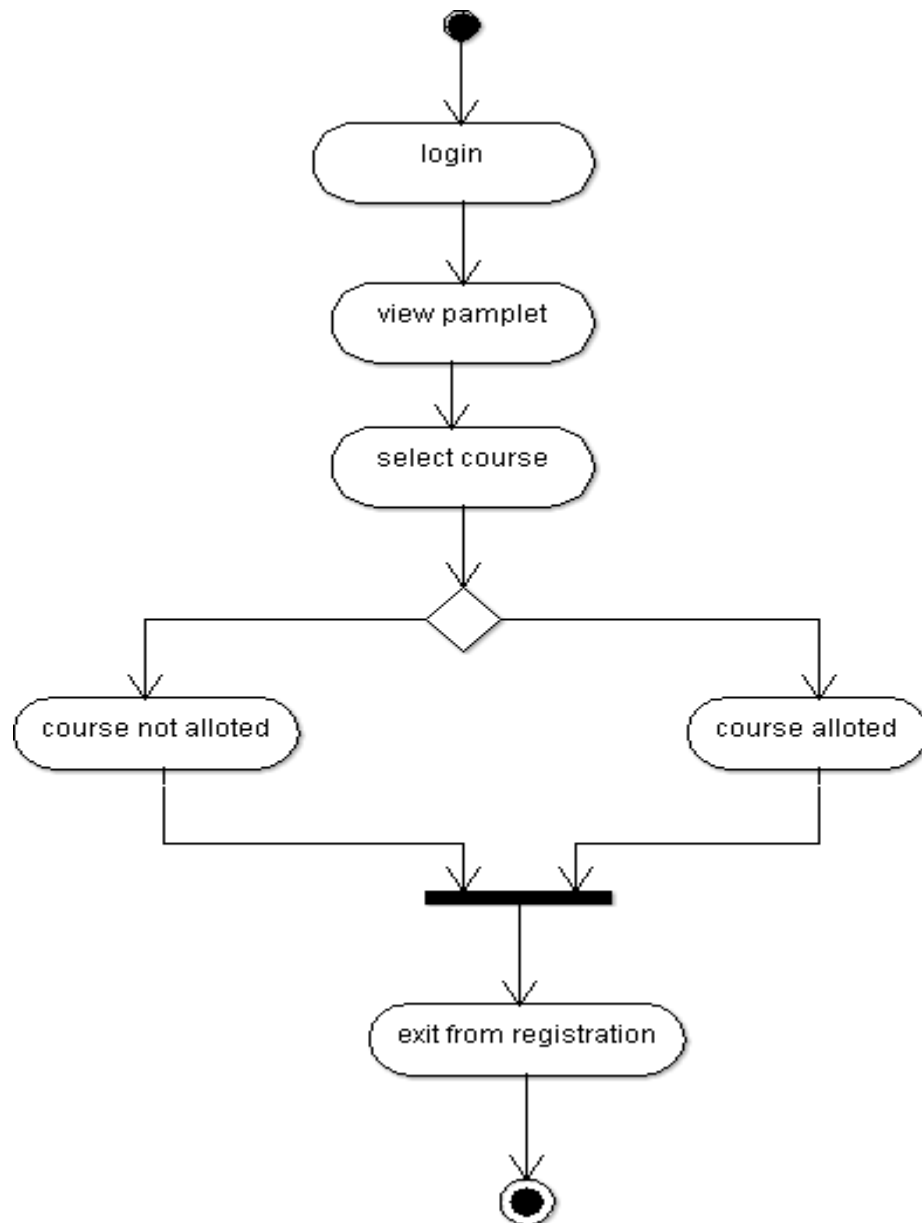 login
view pamplet
select course
course not alloted
course alloted
exit from registration